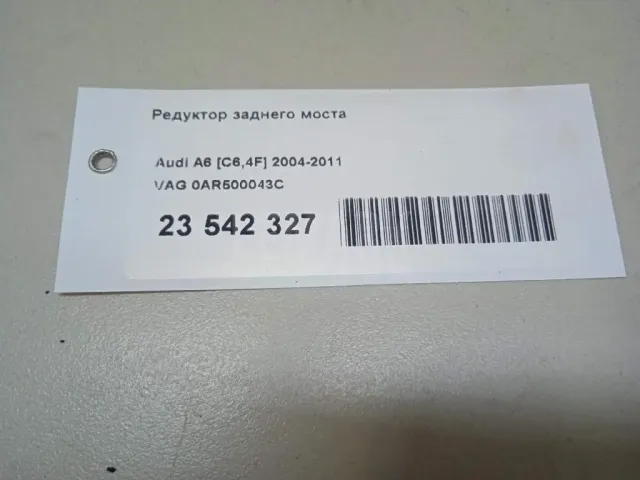 Редуктор заднего моста
Audi A6 [C6,4F] 2004-2011
VAG 0AR500043C
23 542 327